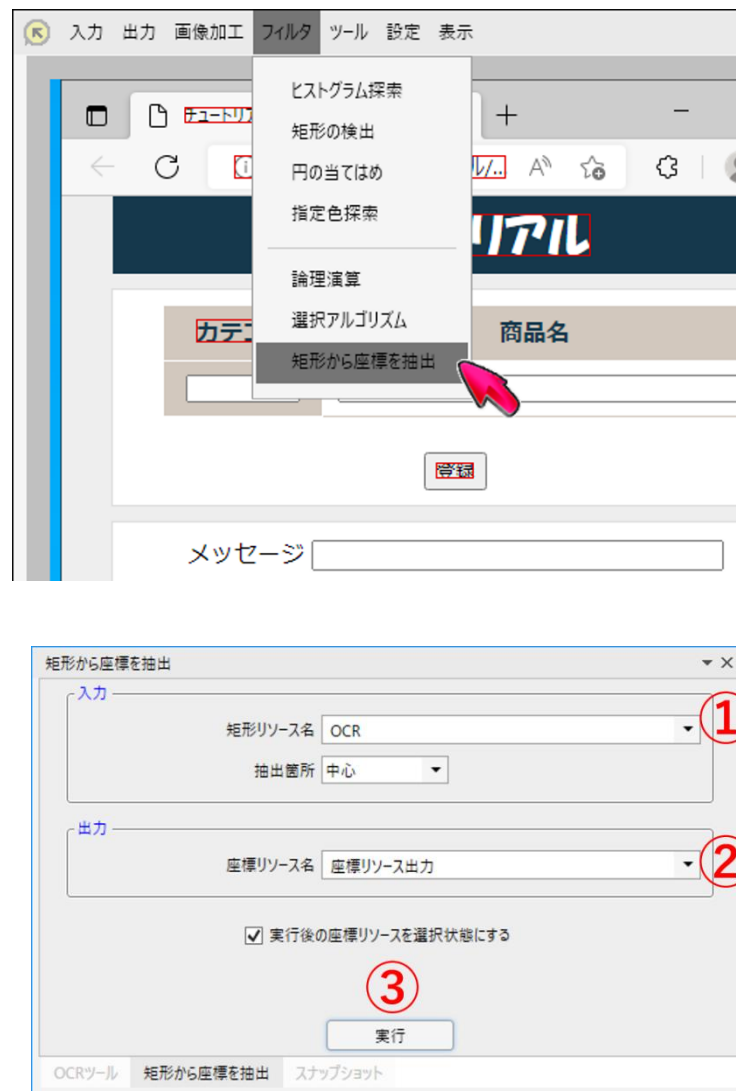 入力 出力 画像加工 フィルタ ツール 設定 表示
ヒストグラム探索
チュートリア
矩形の検出
円の当てはめ
ル/..
指定色探索
リアル
論理演算
選択アルゴリズム
カテゴ
商品名
矩形から座標を抽出
登録
メッセージ
矩形から座標を抽出
入力
①
矩形リソース名 OCR
抽出箇所 中心
出力
②
座標リソース名 座標リソース出力
実行後の座標リソースを選択状態にする
③
実行
OCRツール 矩形から座標を抽出 スナップショット